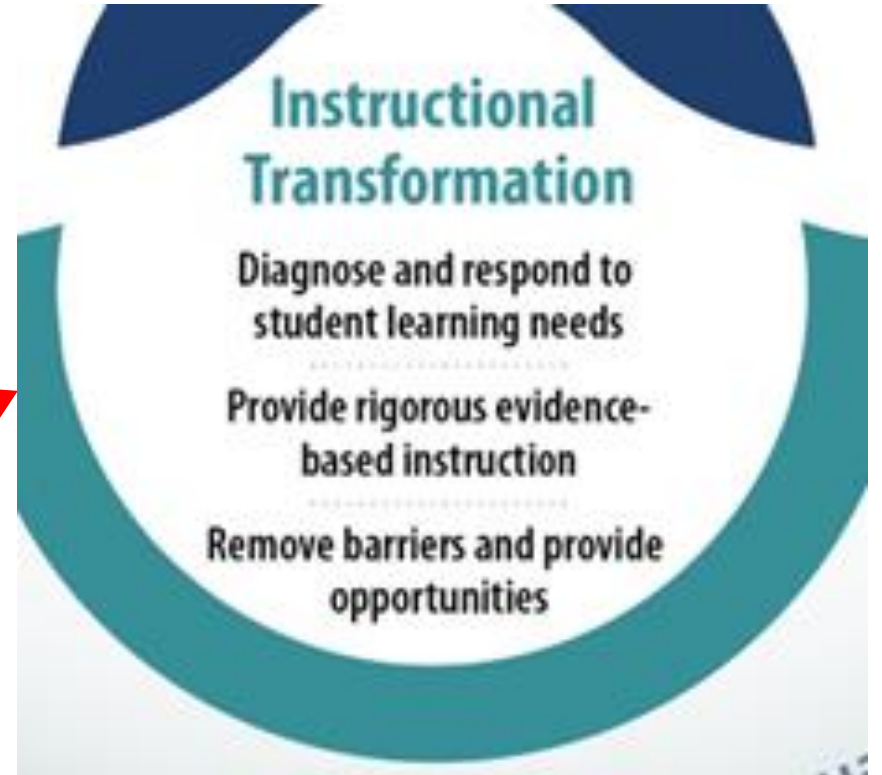 Instructional
Transformation
Diagnose and respond to
student learning needs
Provide rigorous evidence-
based instruction
Remove barriers and provide
opportunities